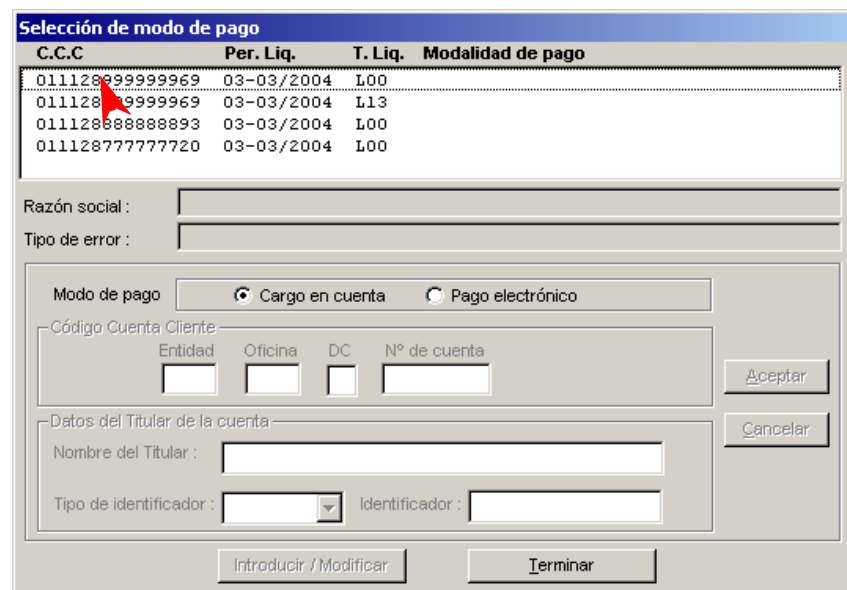 Selección de modo de pago
C.C.C Per. Liq. T. Liq. Modalidad de pago
011128999999969 03-03/2004 L00
011128999999969 03-03/2004 L13
011128888888893 03-03/2004 L00
011128777777720 03-03/2004 L00
Razón social :
Tipo de error :
Modo de pago Cargo en cuenta Pago electrónico
Código Cuenta Cliente
Entidad Oficina DC Nº de cuenta
Aceptar
Datos del Titular de la cuenta
Cancelar
Nombre del Titular :
Tipo de identificador : Identificador :
Introducir / Modificar Terminar